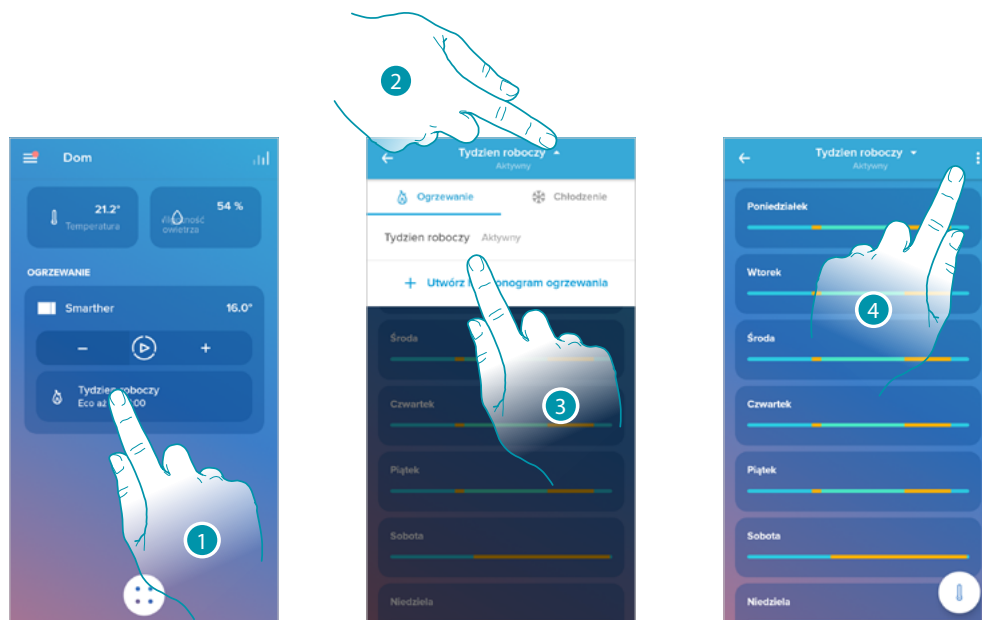 Dom
21.2°
Temperatura
54 %
OGRZEWANIE
Smarther
16.0°
Tydzien roboczy
Eco
1
2
Tydzien roboczy
Aktywny
Ogrzewanie
Chłodzenie
Tydzien roboczy Aktywny
+ Utwórz ogrzewania
Środa
Czwartek
Piątek
Sobota
Niedziela
3
Tydzien roboczy
Aktywny
Poniedziałek
Wtorek
Środa
Czwartek
Piątek
Sobota
Niedziela
4